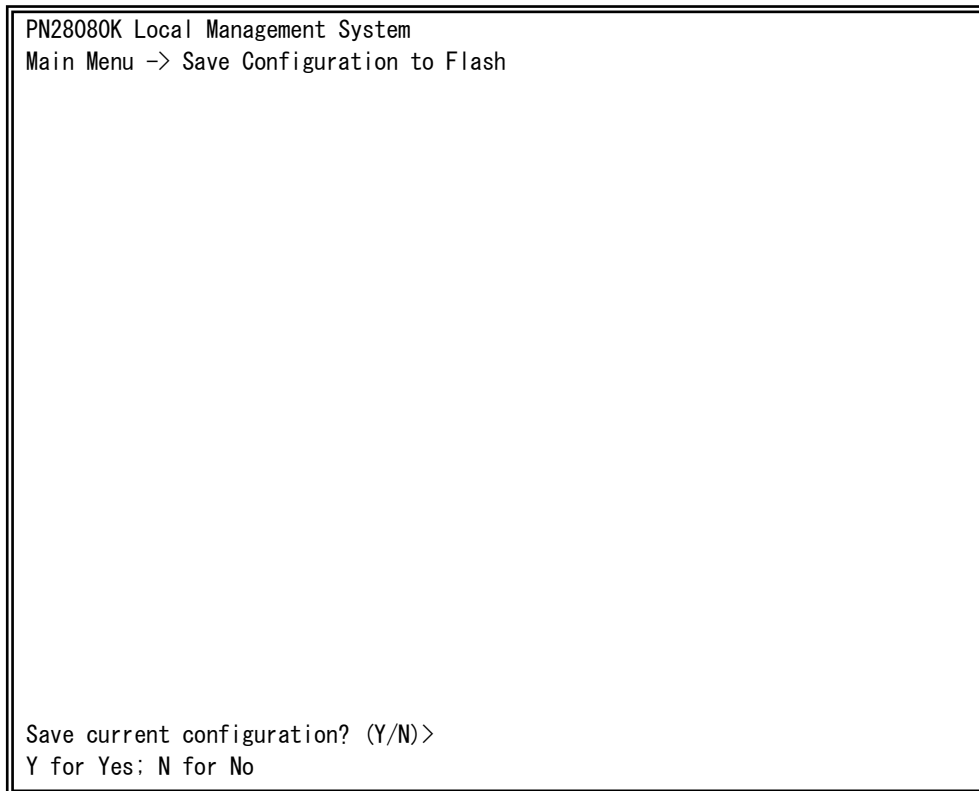 PN28080K Local Management System
Main Menu -> Save Configuration to Flash
Save current configuration? (Y/N)>
Y for Yes; N for No